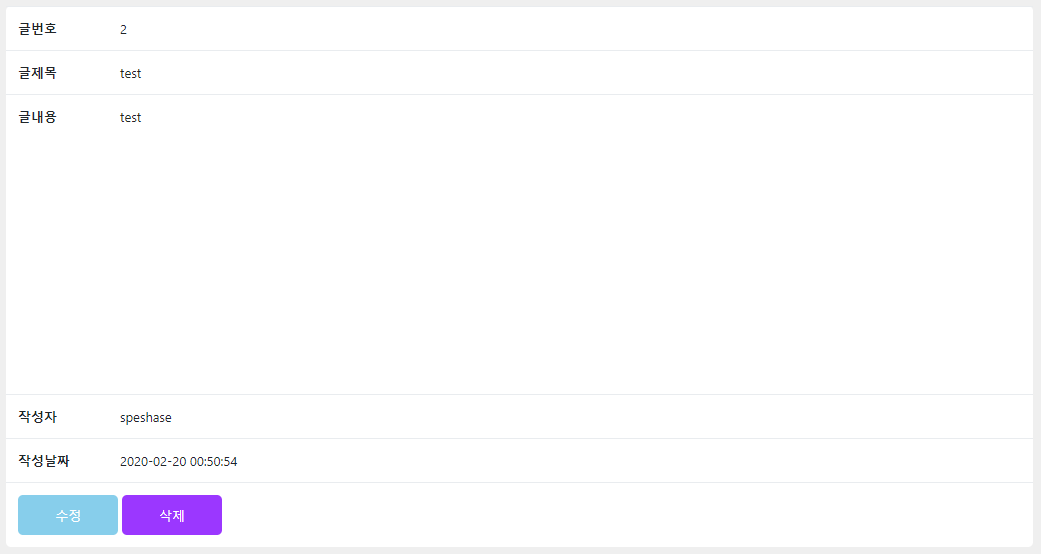 글번호 2
글제목 test
글내용 test
작성자 speshase
작성날짜 2020-02-20 00:50:54
수정 삭제